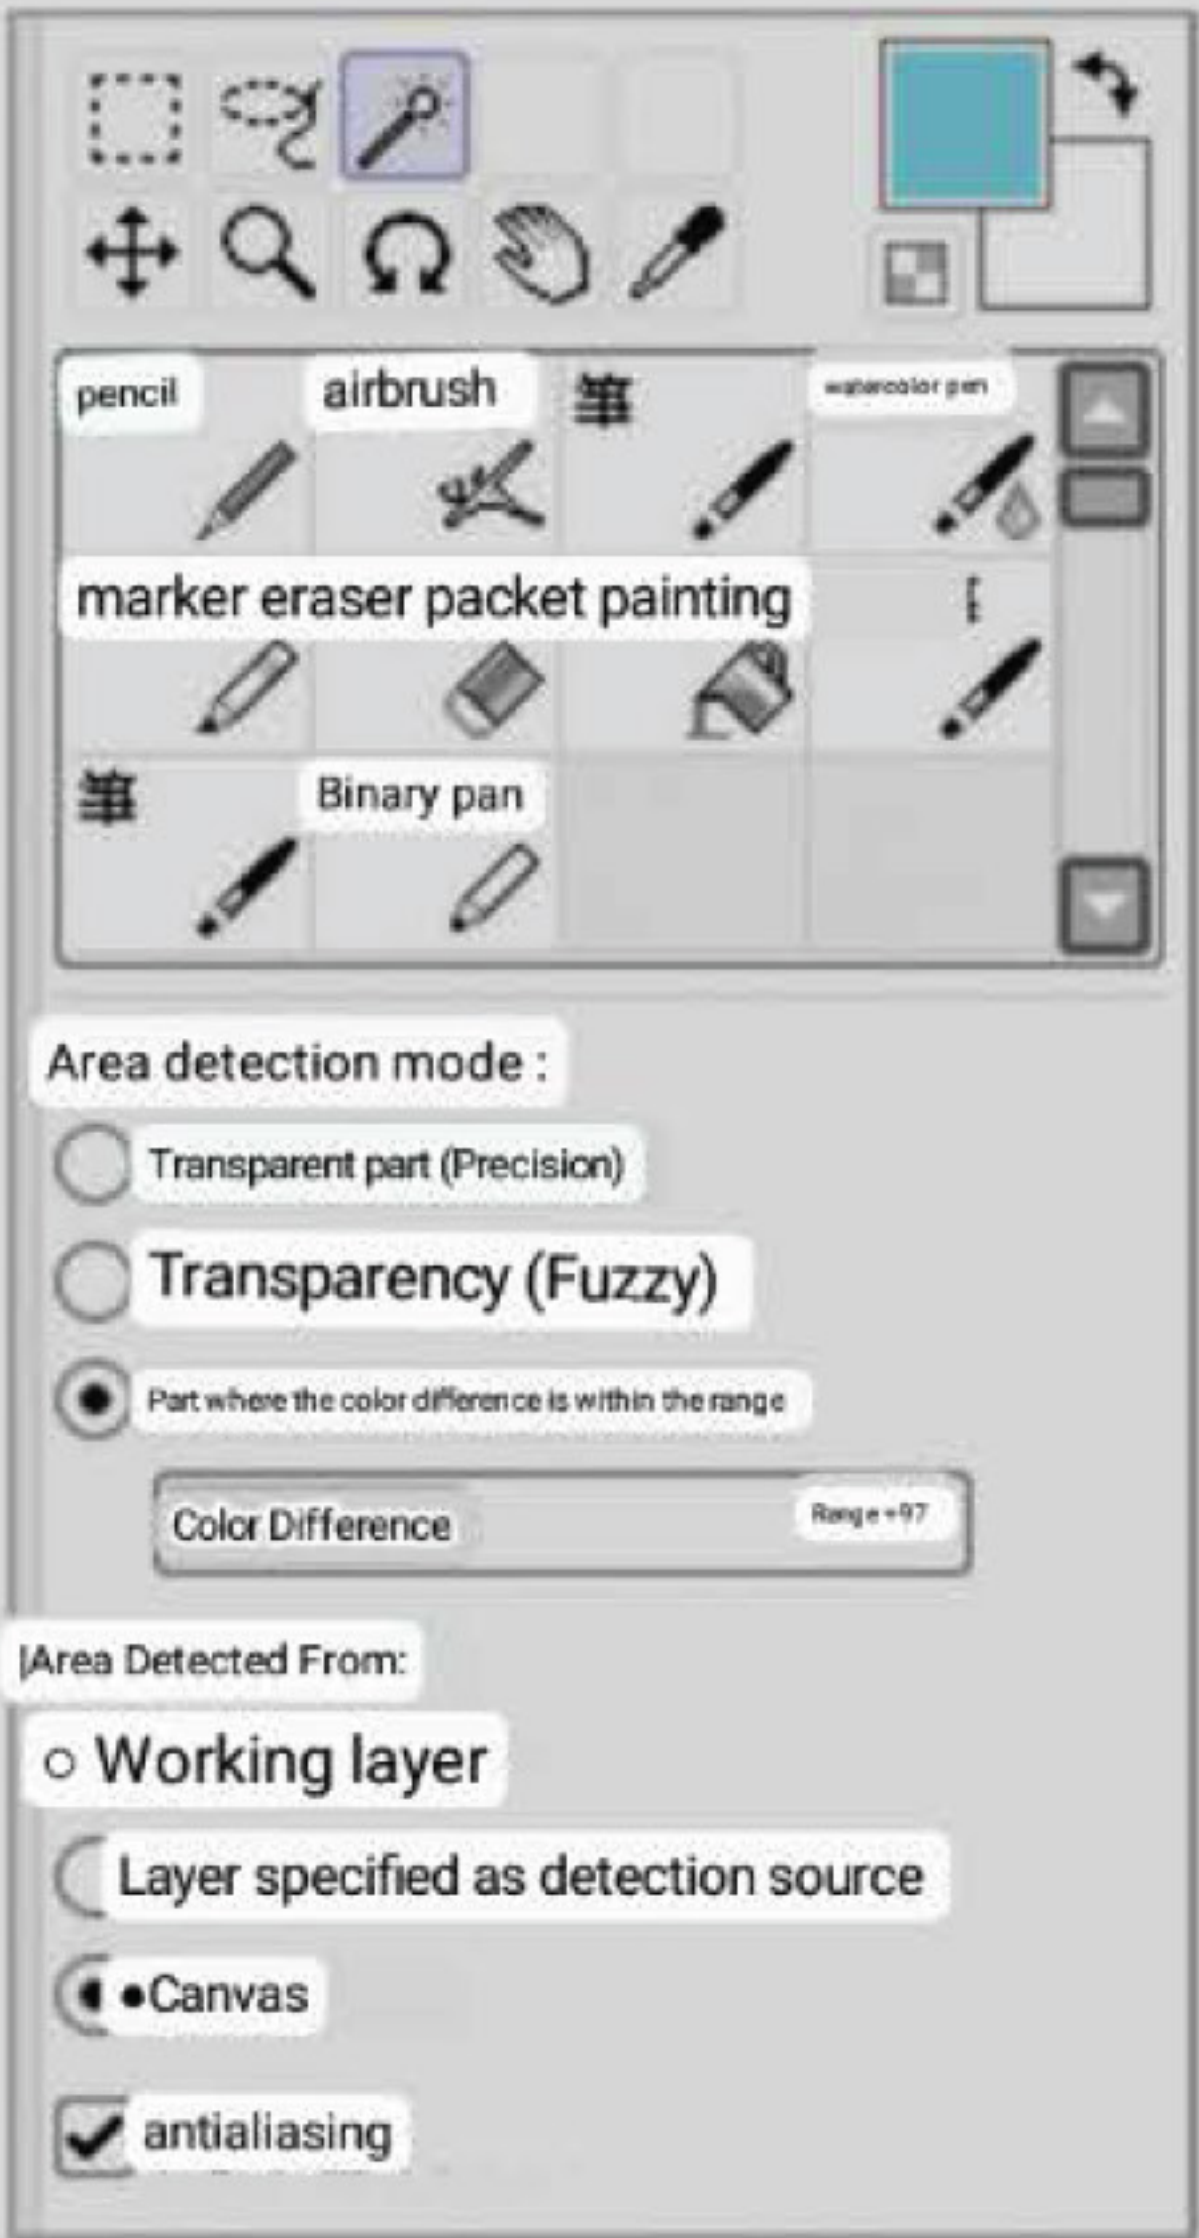 pencil airbrush 筆 watercolor pen
marker eraser packet painting
筆 Binary pan
Area detection mode :
Transparent part (Precision)
Transparency (Fuzzy)
Part where the color difference is within the range
Color Difference
|Area Detected From:
○ Working layer
Layer specified as detection source
•Canvas
antialiasing